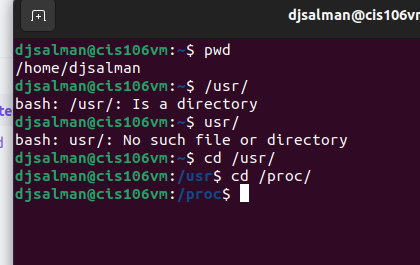 djsalman@cis106vm
djsalman@cis106vm:~$ pwd
/home/djsalman
djsalman@cis106vm:~$ /usr/
bash: /usr/: Is a directory
djsalman@cis106vm:~$ usr/
bash: usr/: No such file or directory
djsalman@cis106vm:~$ cd /usr/
djsalman@cis106vm:/usr$ cd /proc/
djsalman@cis106vm:/proc$